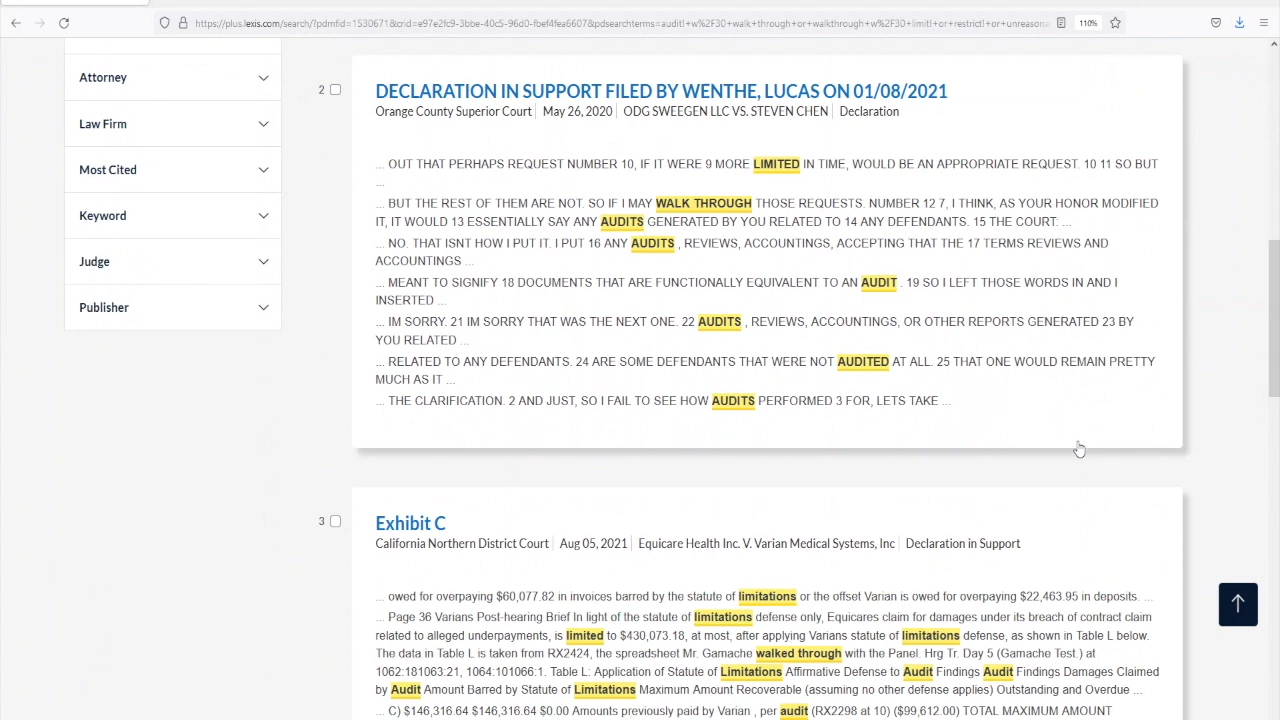 https://plus.lexis.com/search/?pdmfid=1530671&crid=e97e2fc9-3bbe-40c5-96d0-fbef4fea6607&pdsearchterms=audit!+w%2F30+walk+through+or+walkthrough+w%2F30+limit!+or+restrict!+or+unreasona
110%
Attorney
Law Firm
Most Cited
Keyword
Judge
Publisher
2
DECLARATION IN SUPPORT FILED BY WENTHE, LUCAS ON 01/08/2021
Orange County Superior Court | May 26, 2020 | ODG SWEEGEN LLC VS. STEVEN CHEN | Declaration
... OUT THAT PERHAPS REQUEST NUMBER 10, IF IT WERE 9 MORE LIMITED IN TIME, WOULD BE AN APPROPRIATE REQUEST. 10 11 SO BUT
...
... BUT THE REST OF THEM ARE NOT. SO IF I MAY WALK THROUGH THOSE REQUESTS. NUMBER 12 7, I THINK, AS YOUR HONOR MODIFIED
IT, IT WOULD 13 ESSENTIALLY SAY ANY AUDITS GENERATED BY YOU RELATED TO 14 ANY DEFENDANTS. 15 THE COURT: ...
... NO. THAT ISNT HOW I PUT IT. I PUT 16 ANY AUDITS , REVIEWS, ACCOUNTINGS, ACCEPTING THAT THE 17 TERMS REVIEWS AND
ACCOUNTINGS ...
... MEANT TO SIGNIFY 18 DOCUMENTS THAT ARE FUNCTIONALLY EQUIVALENT TO AN AUDIT . 19 SO I LEFT THOSE WORDS IN AND I
INSERTED ...
... IM SORRY. 21 IM SORRY THAT WAS THE NEXT ONE. 22 AUDITS , REVIEWS, ACCOUNTINGS, OR OTHER REPORTS GENERATED 23 BY
YOU RELATED ...
... RELATED TO ANY DEFENDANTS. 24 ARE SOME DEFENDANTS THAT WERE NOT AUDITED AT ALL. 25 THAT ONE WOULD REMAIN PRETTY
MUCH AS IT ...
... THE CLARIFICATION. 2 AND JUST, SO I FAIL TO SEE HOW AUDITS PERFORMED 3 FOR, LETS TAKE ...
3
Exhibit C
California Northern District Court | Aug 05, 2021 | Equicare Health Inc. V. Varian Medical Systems, Inc | Declaration in Support
... owed for overpaying $60,077.82 in invoices barred by the statute of limitations or the offset Varian is owed for overpaying $22,463.95 in deposits. ...
... Page 36 Varians Post-hearing Brief In light of the statute of limitations defense only, Equicares claim for damages under its breach of contract claim
related to alleged underpayments, is limited to $430,073.18, at most, after applying Varians statute of limitations defense, as shown in Table L below.
The data in Table L is taken from RX2424, the spreadsheet Mr. Gamache walked through with the Panel. Hrg Tr. Day 5 (Gamache Test.) at
1062:181063:21, 1064:101066:1. Table L: Application of Statute of Limitations Affirmative Defense to Audit Findings Audit Findings Damages Claimed
by Audit Amount Barred by Statute of Limitations Maximum Amount Recoverable (assuming no other defense applies) Outstanding and Overdue ...
... C) $146,316.64 $146,316.64 $0.00 Amounts previously paid by Varian , per audit (RX2298 at 10) ($99,612.00) TOTAL MAXIMUM AMOUNT